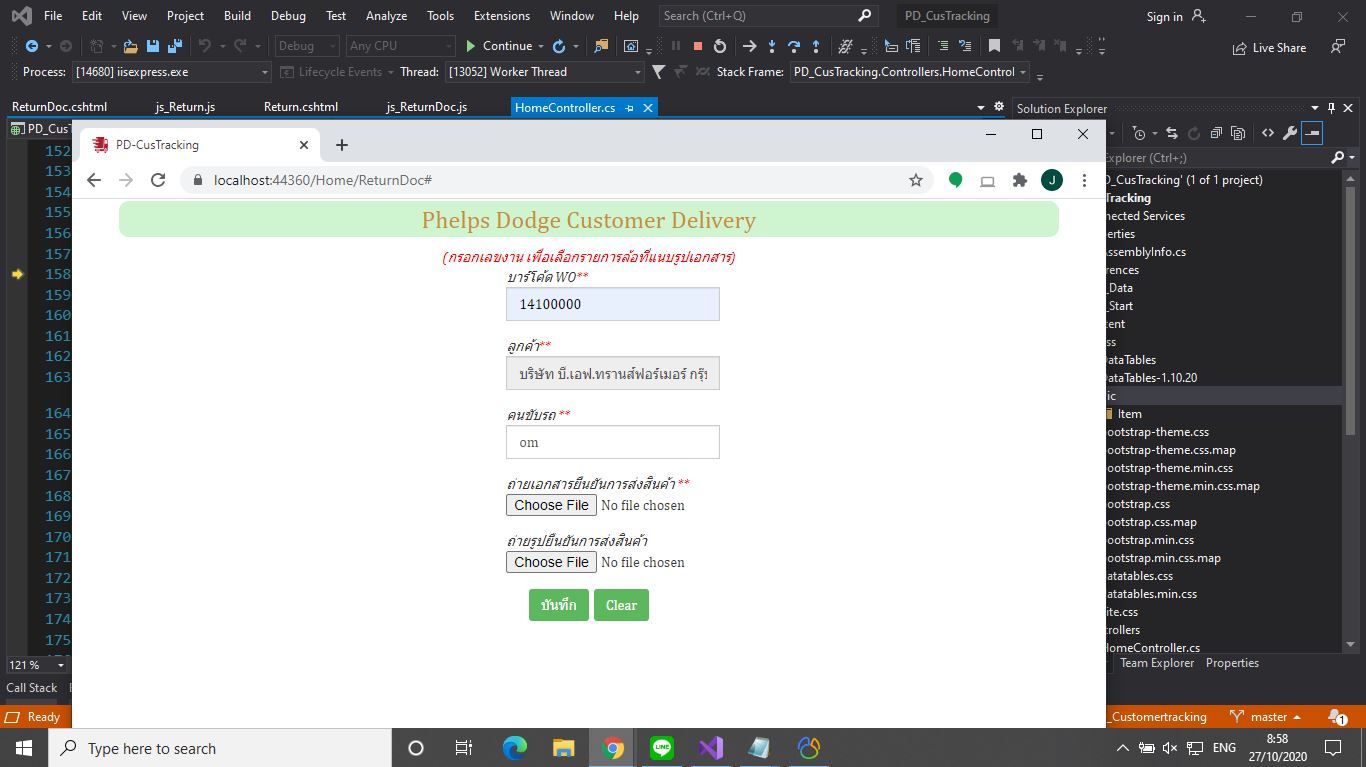 File Edit View Project Build Debug Test Analyze Tools Extensions Window Help Search (Ctrl+Q) PD_CusTracking Sign in
Debug Any CPU Continue Live Share
Process: [14680] iisexpress.exe Lifecycle Events Thread: [13052] Worker Thread Stack Frame: PD_CusTracking.Controllers.HomeControl
ReturnDoc.cshtml js_Return.js Return.cshtml js_ReturnDoc.js HomeController.cs Solution Explorer
PD_CusT
PD-CusTracking
localhost:44360/Home/ReturnDoc#
Phelps Dodge Customer Delivery
(กรอกเลขงาน เพื่อเลือกรายการล้อที่แนบรูปเอกสาร)
บาร์โค้ด WO**
14100000
ลูกค้า**
บริษัท บี.เอฟ.ทรานส์ฟอร์เมอร์ กรุ๊ป
คนขับรถ **
om
ถ่ายเอกสารยืนยันการส่งสินค้า **
Choose File No file chosen
ถ่ายรูปยืนยันการส่งสินค้า
Choose File No file chosen
บันทึก Clear
152
153
154
155
156
157
158
159
160
161
162
163
164
165
166
167
168
169
170
171
172
173
174
175
121 %
Call Stack
Explorer (Ctrl+;)
D_CusTracking' (1 of 1 project)
Tracking
nected Services
erties
AssemblyInfo.cs
rences
_Data
_Start
tent
ss
DataTables
DataTables-1.10.20
ic
Item
ootstrap-theme.css
ootstrap-theme.css.map
ootstrap-theme.min.css
ootstrap-theme.min.css.map
ootstrap.css
ootstrap.css.map
ootstrap.min.css
ootstrap.min.css.map
atatables.css
atatables.min.css
ite.css
trollers
HomeController.cs
Team Explorer Properties
Ready _Customertracking master 1
Type here to search ENG 8:58
27/10/2020